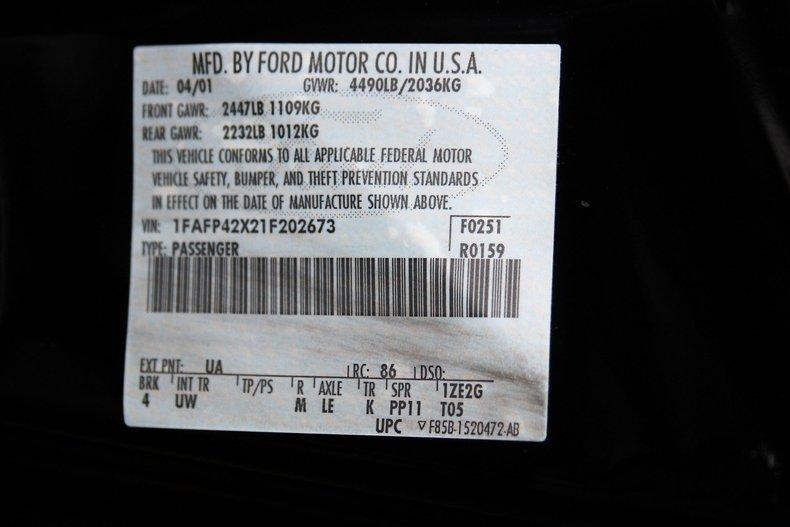 MFD. BY FORD MOTOR CO. IN U.S.A.
DATE: 04/01 GVWR: 4490LB/2036KG
FRONT GAWR: 2447LB 1109KG
REAR GAWR: 2232LB 1012KG
THIS VEHICLE CONFORMS TO ALL APPLICABLE FEDERAL MOTOR
VEHICLE SAFETY, BUMPER, AND THEFT PREVENTION STANDARDS
IN EFFECT ON THE DATE OF MANUFACTURE SHOWN ABOVE.
VIN: 1FAFP42X21F202673 F0251
TYPE: PASSENGER R0159
EXT PNT: UA RC: 86 DSO:
BRK INT TR TP/PS R AXLE TR SPR 1ZE2G
4 UW M LE K PP11 T05
UPC ▽F85B-1520472-AB